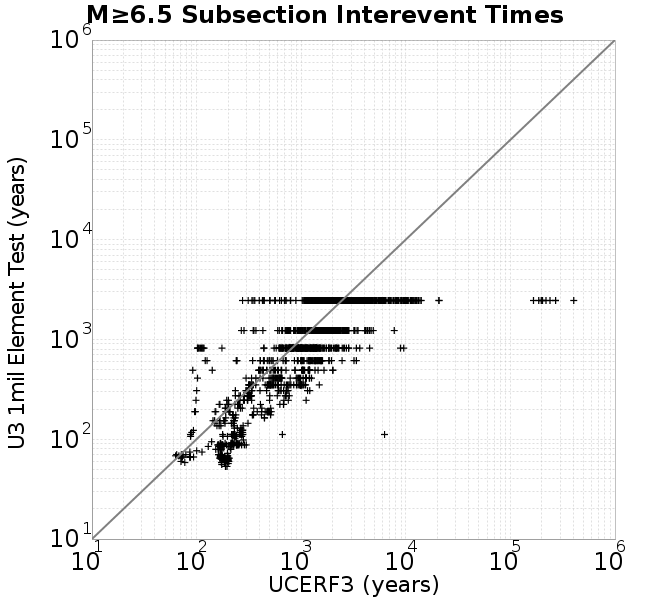 M≥6.5 Subsection Interevent Times
U3 1mil Element Test (years)
10^6
10^5
10^4
10^3
10^2
10^1
10^1 10^2 10^3 10^4 10^5 10^6
UCERF3 (years)